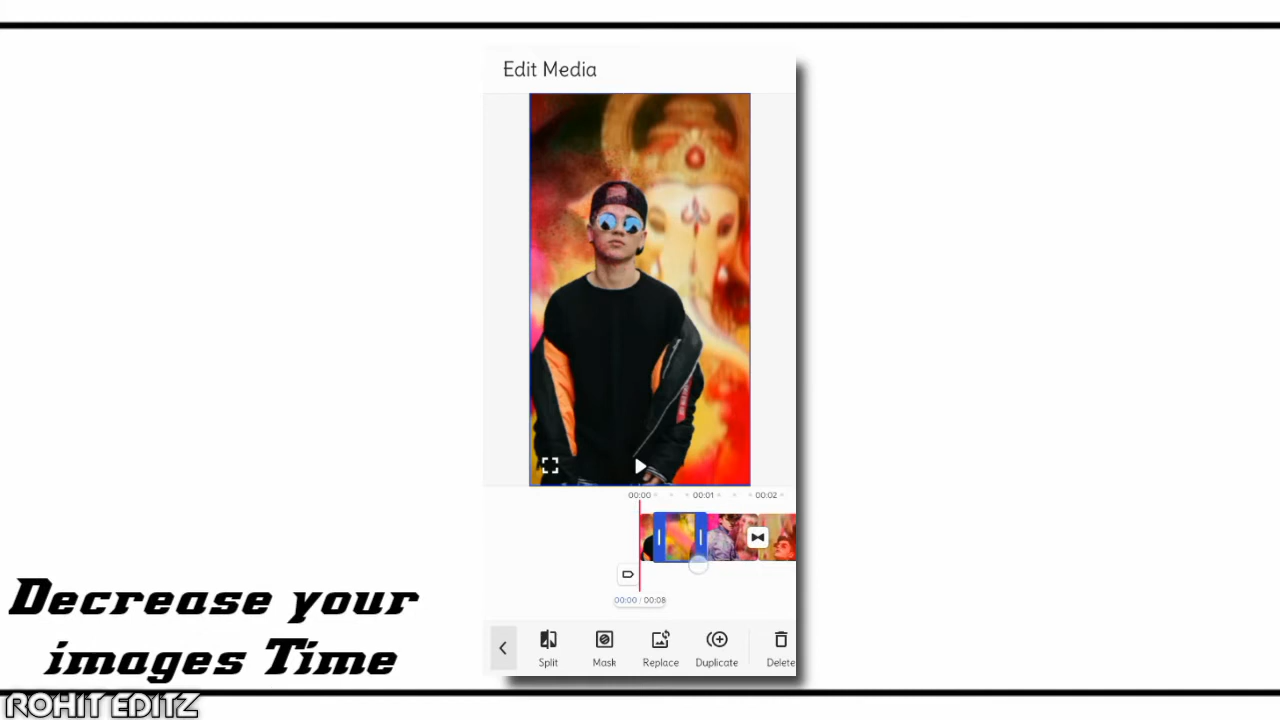 Edit Media
00:00
00:01
00:02
00:00 / 00:08
Split
Mask
Replace
Duplicate
Delete
Decrease your
images Time
ROHIT EDITZ